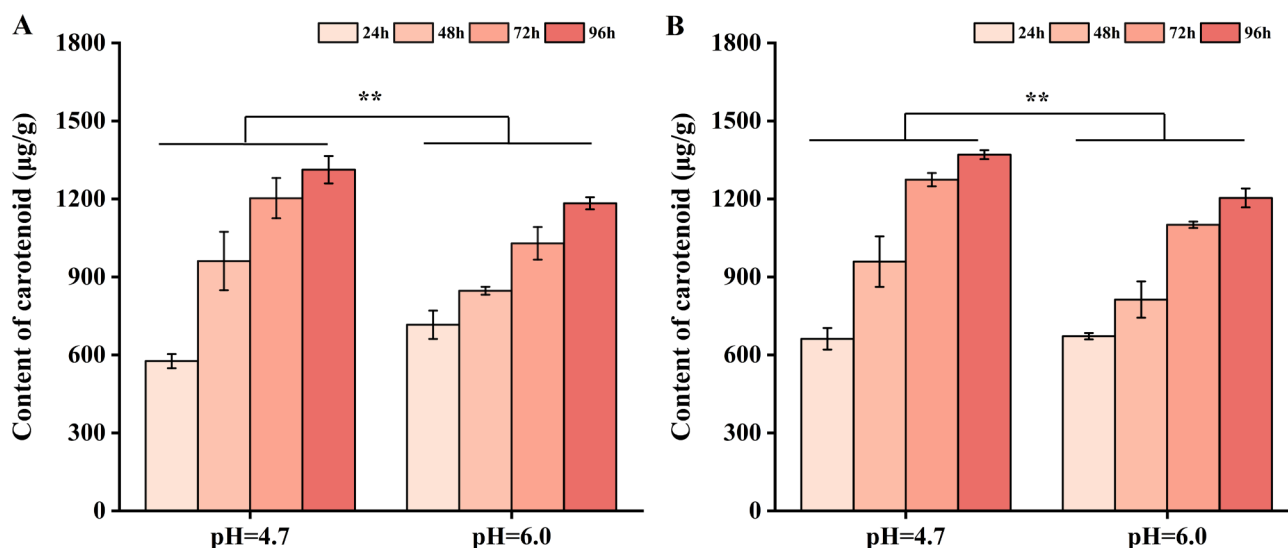 A
24h 48h 72h 96h
Content of carotenoid (μg/g)
1800
1500
1200
900
600
300
0
**
pH=4.7 pH=6.0
B
24h 48h 72h 96h
Content of carotenoid (μg/g)
1800
1500
1200
900
600
300
0
**
pH=4.7 pH=6.0